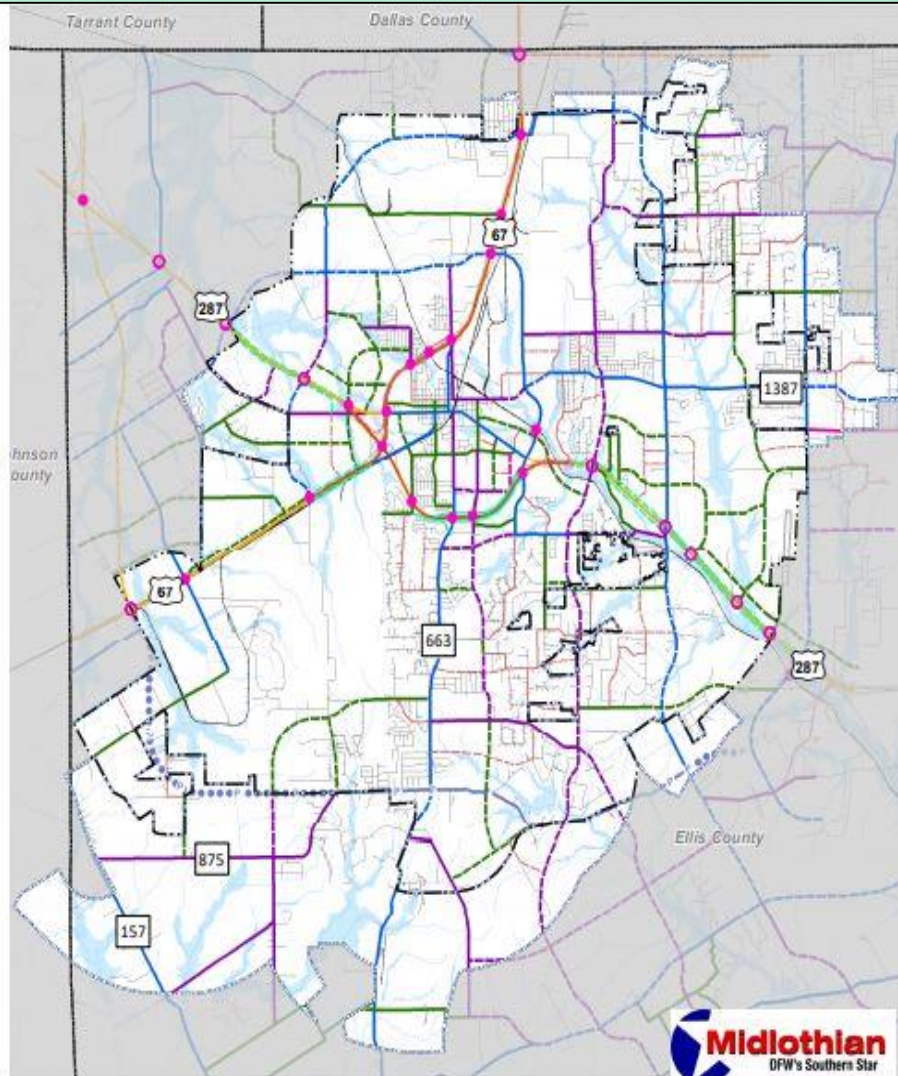 Tarrant County
Dallas County
67
287
1387
hnson
ounty
67
663
287
Ellis County
875
157
Midlothian
DFW's Southern Star